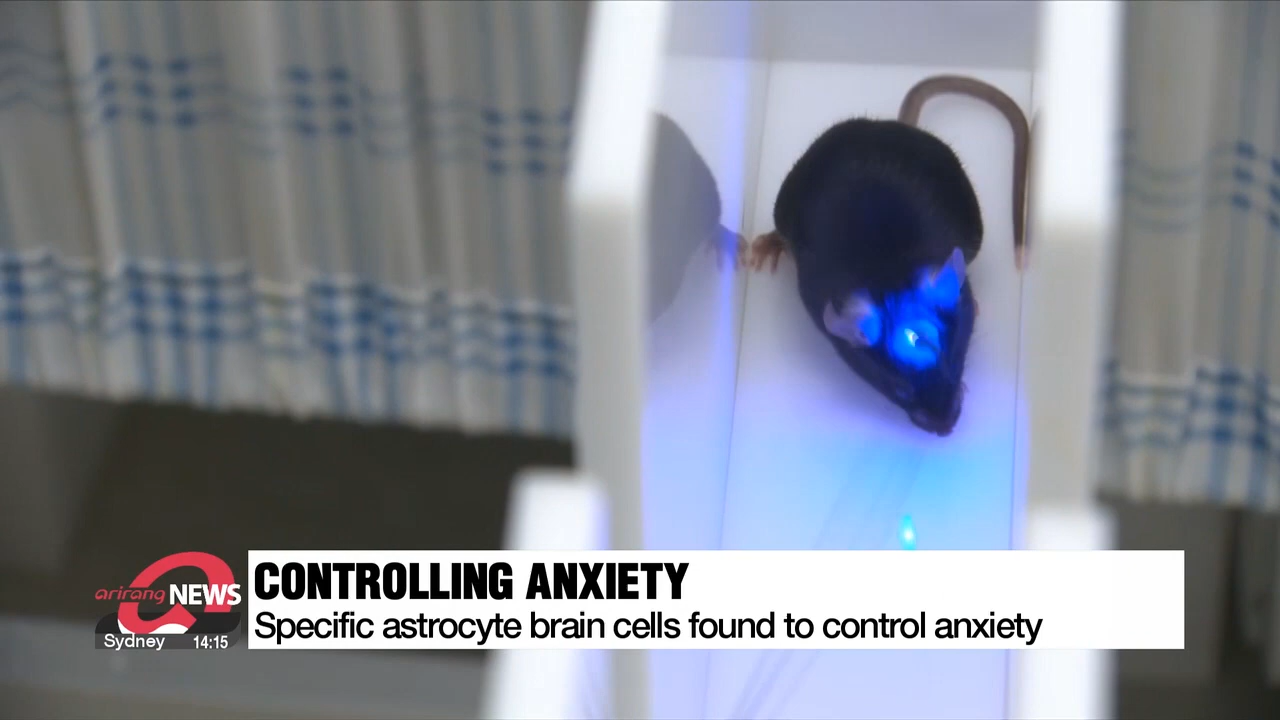 CONTROLLING ANXIETY
arirang NEWS
Specific astrocyte brain cells found to control anxiety
Sydney 14:15